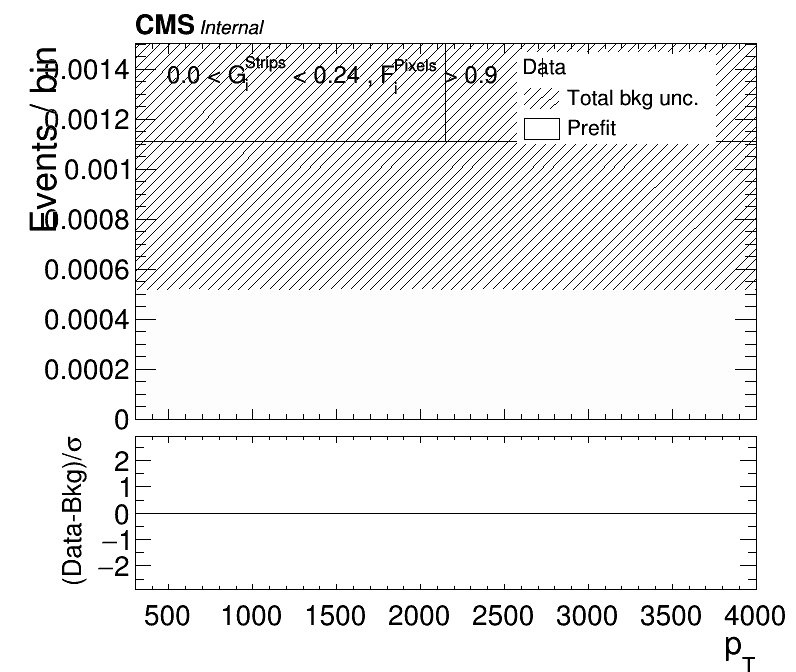 CMS Internal
Events / bin
0.0 < G_i^Strips < 0.24 , F_i^Pixels > 0.9
Data
Total bkg unc.
Prefit
0.0014
0.0012
0.001
0.0008
0.0006
0.0004
0.0002
0
(Data-Bkg)/σ
2
1
0
−1
−2
500 1000 1500 2000 2500 3000 3500 4000
p_T